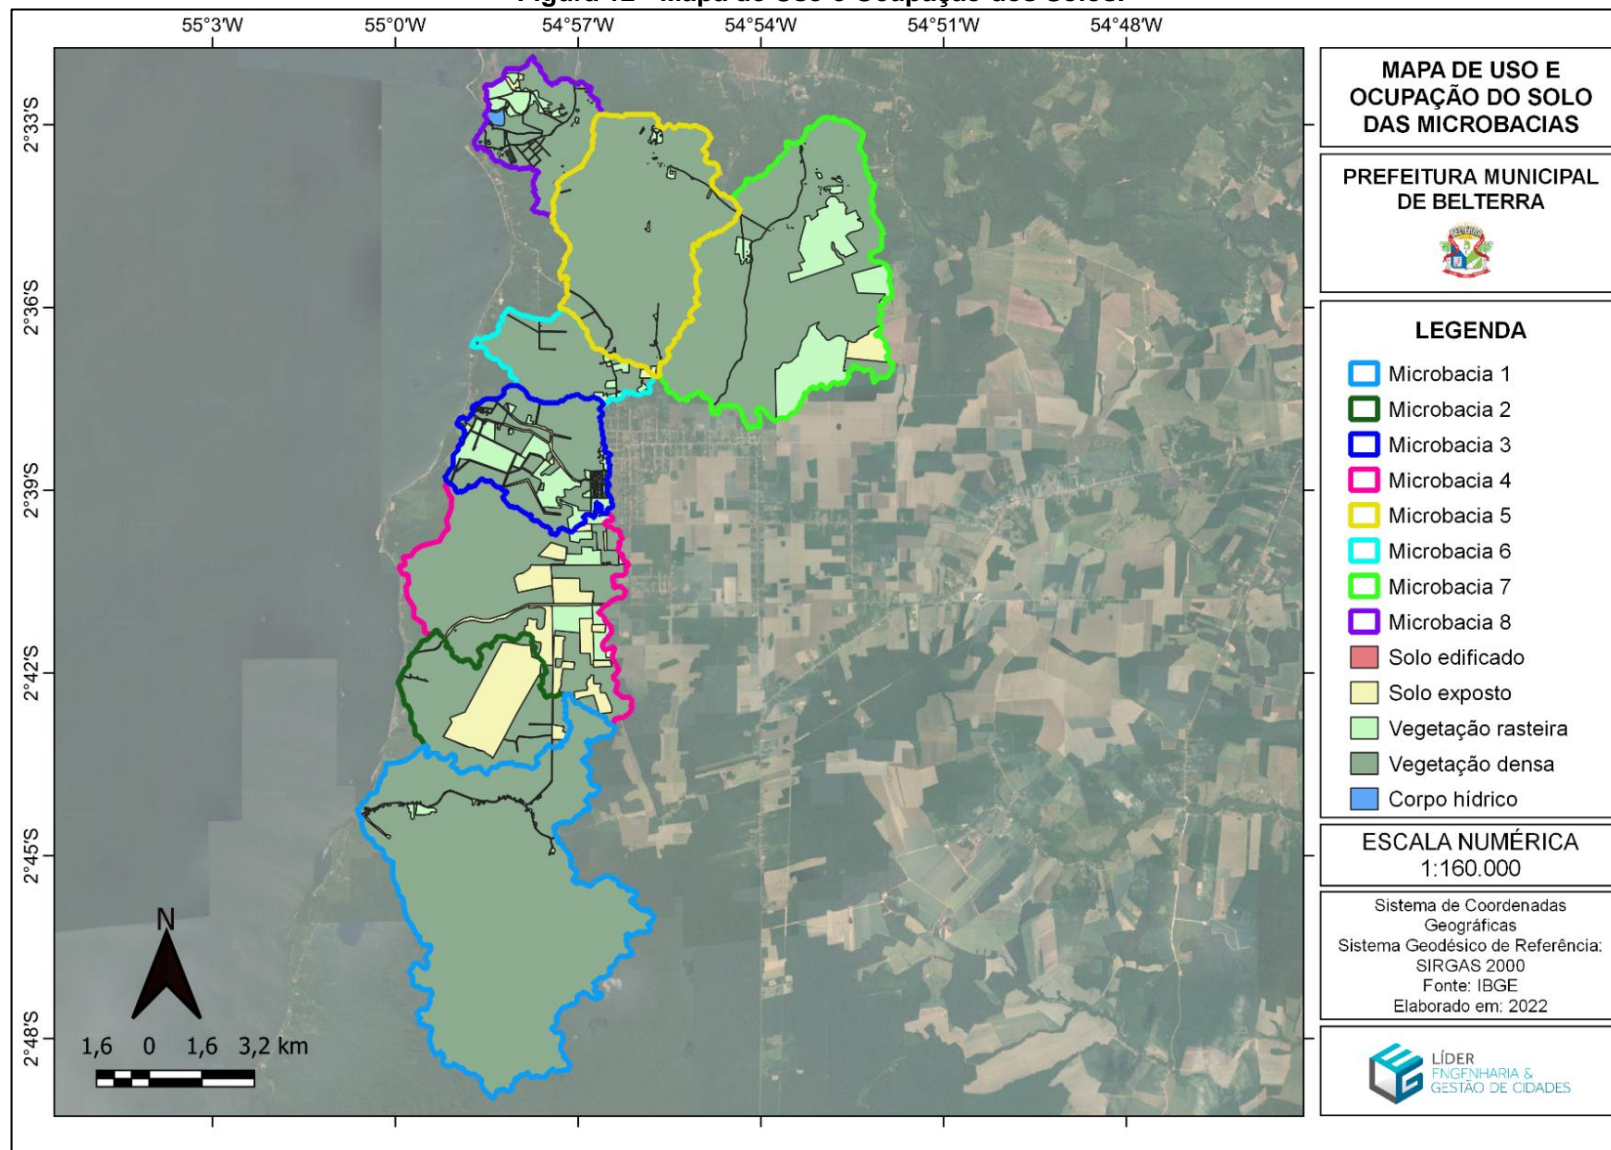 Figura 12 - Mapa de Uso e Ocupação dos Solos.
55°3'W 55°0'W 54°57'W 54°54'W 54°51'W 54°48'W
2°33'S
2°36'S
2°39'S
2°42'S
2°45'S
2°48'S
N
1,6 0 1,6 3,2 km
MAPA DE USO E
OCUPAÇÃO DO SOLO
DAS MICROBACIAS
PREFEITURA MUNICIPAL
DE BELTERRA
LEGENDA
Microbacia 1
Microbacia 2
Microbacia 3
Microbacia 4
Microbacia 5
Microbacia 6
Microbacia 7
Microbacia 8
Solo edificado
Solo exposto
Vegetação rasteira
Vegetação densa
Corpo hídrico
ESCALA NUMÉRICA
1:160.000
Sistema de Coordenadas
Geográficas
Sistema Geodésico de Referência:
SIRGAS 2000
Fonte: IBGE
Elaborado em: 2022
LÍDER
ENGENHARIA &
GESTÃO DE CIDADES